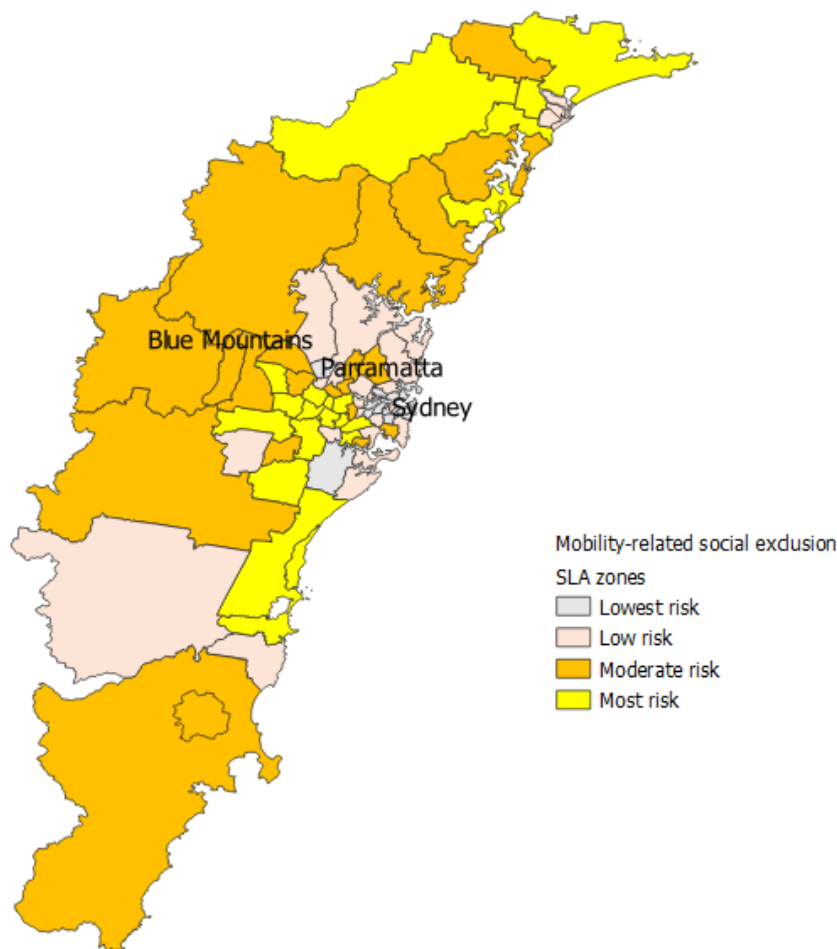 Blue Mountains
Parramatta
Sydney
Mobility-related social exclusion
SLA zones
Lowest risk
Low risk
Moderate risk
Most risk